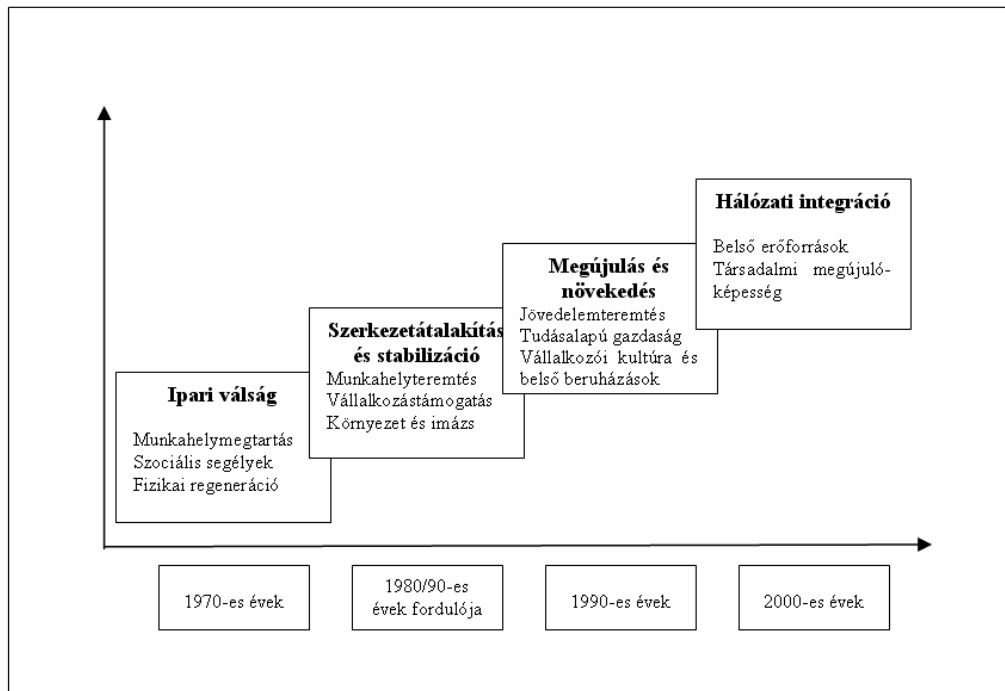 Hálózati integráció
Belső erőforrások
Társadalmi megújuló-
képesség
Megújulás és
növekedés
Jövedelemteremtés
Tudásalapú gazdaság
Vállalkozói kultúra és
belső beruházások
Szerkezetátalakítás
és stabilizáció
Munkahelyteremtés
Vállalkozástámogatás
Környezet és imázs
Ipari válság
Munkahelymegtartás
Szociális segélyek
Fizikai regeneráció
1970-es évek
1980/90-es
évek fordulója
1990-es évek
2000-es évek